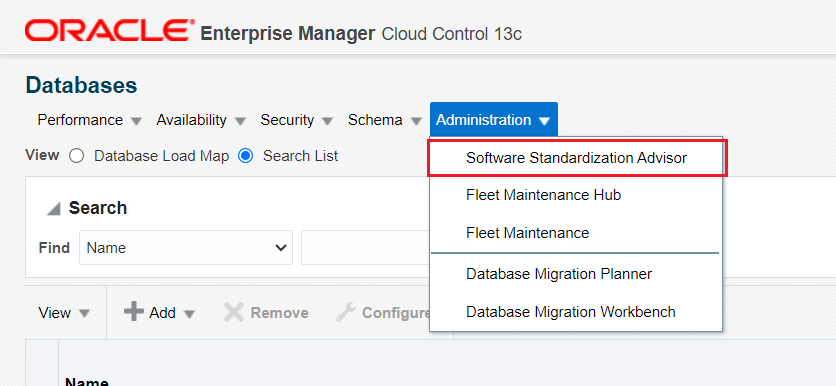 ORACLE Enterprise Manager Cloud Control 13c
Databases
Performance Availability Security Schema Administration
View Database Load Map Search List
Software Standardization Advisor
Fleet Maintenance Hub
Fleet Maintenance
Database Migration Planner
Database Migration Workbench
Search
Find Name
View Add Remove Configure
Name